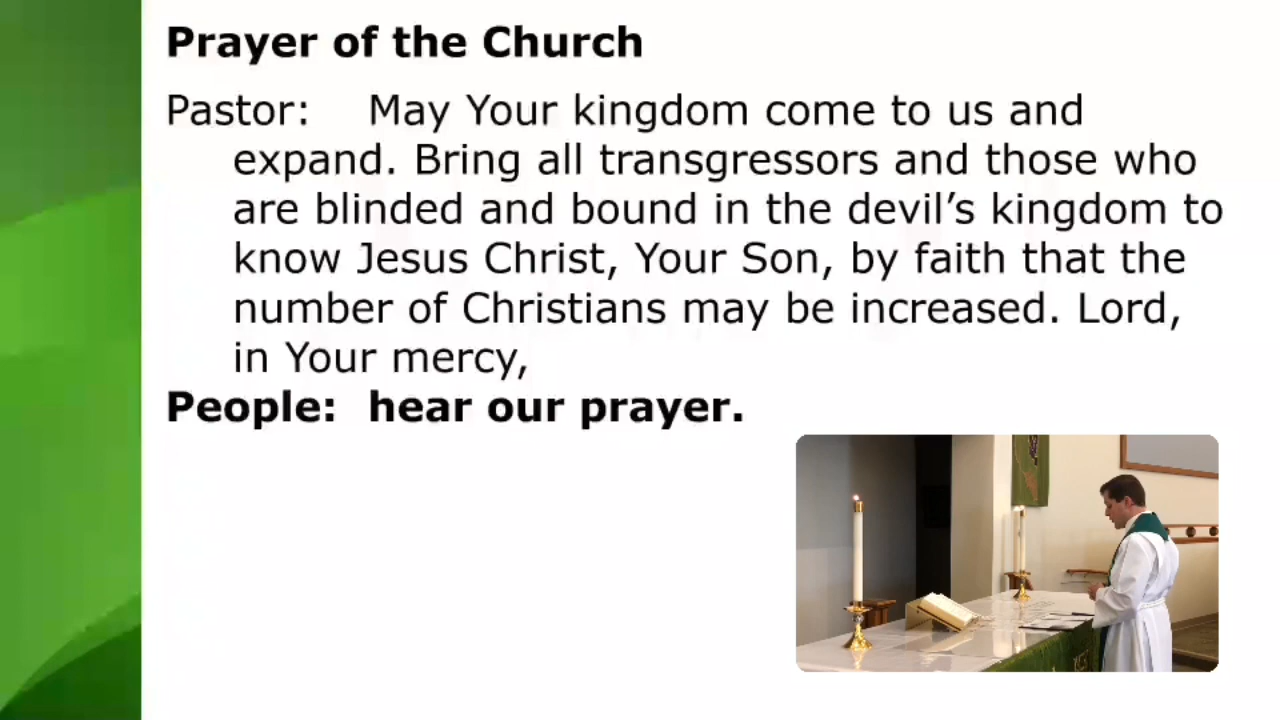 Prayer of the Church
Pastor: May Your kingdom come to us and
expand. Bring all transgressors and those who
are blinded and bound in the devil’s kingdom to
know Jesus Christ, Your Son, by faith that the
number of Christians may be increased. Lord,
in Your mercy,
People: hear our prayer.